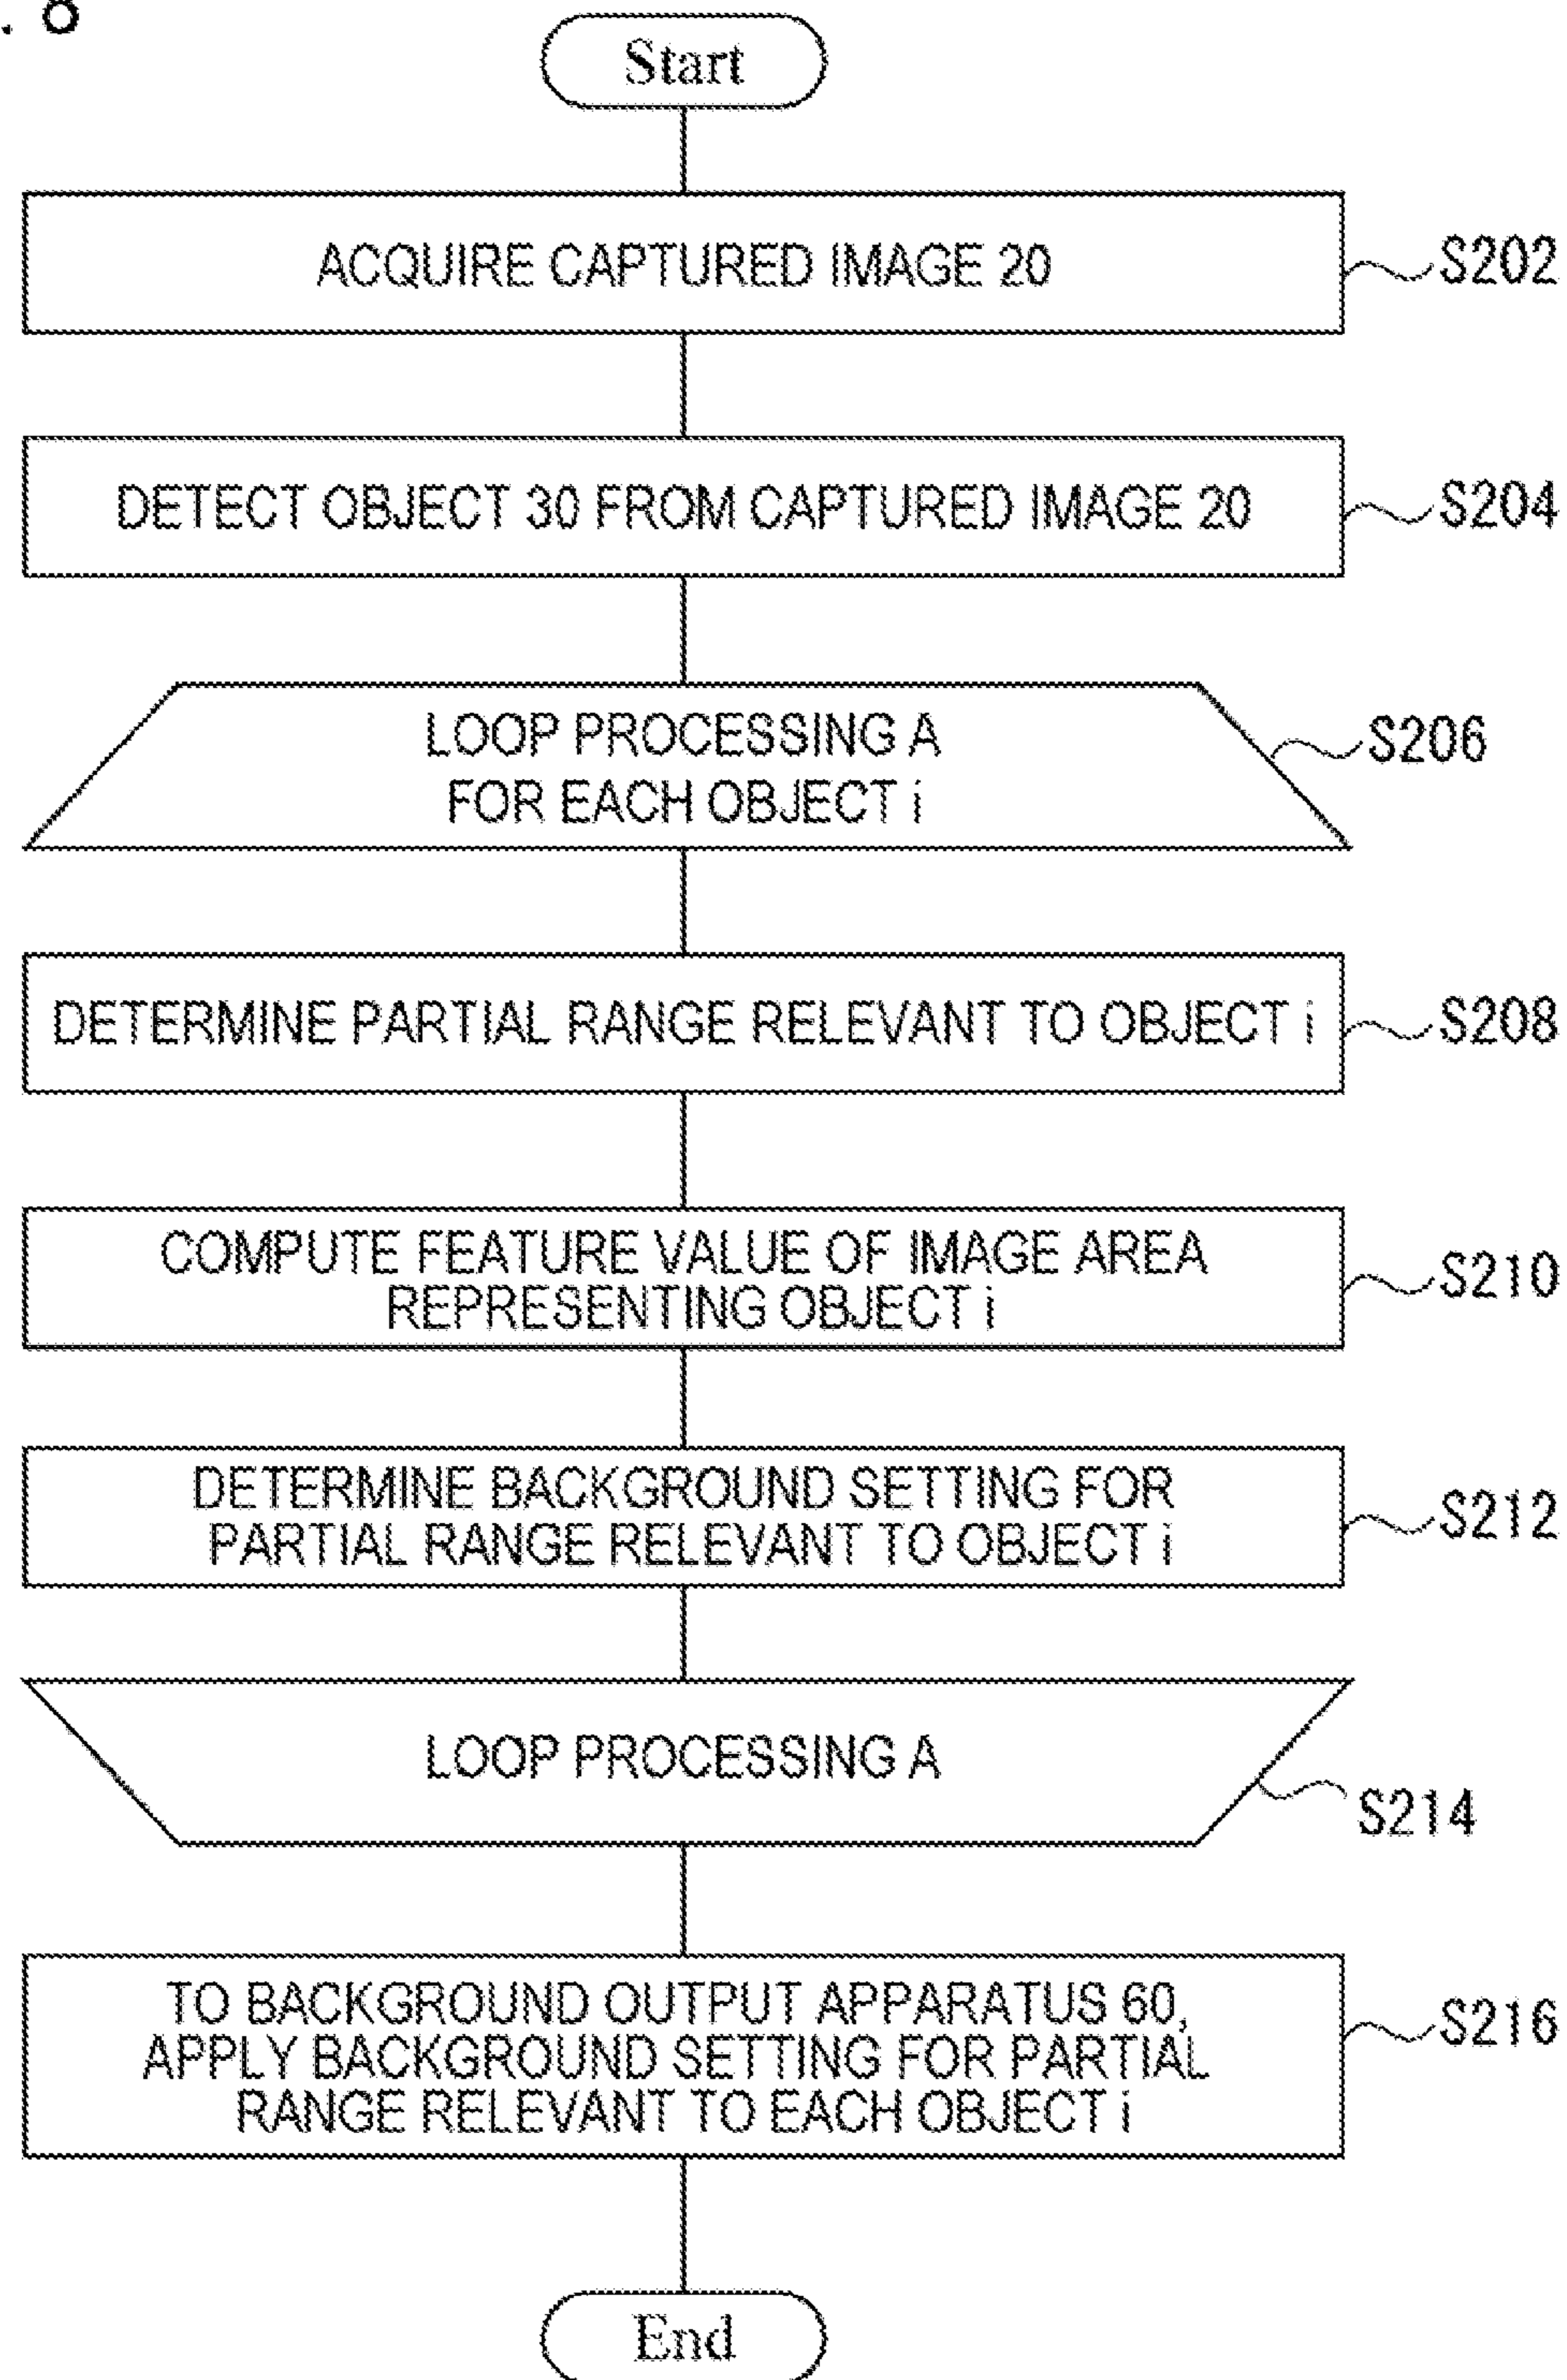 . 8
Start
ACQUIRE CAPTURED IMAGE 20
S202
DETECT OBJECT 30 FROM CAPTURED IMAGE 20
S204
LOOP PROCESSING A
FOR EACH OBJECT i
S206
DETERMINE PARTIAL RANGE RELEVANT TO OBJECT i
S208
COMPUTE FEATURE VALUE OF IMAGE AREA
REPRESENTING OBJECT i
S210
DETERMINE BACKGROUND SETTING FOR
PARTIAL RANGE RELEVANT TO OBJECT i
S212
LOOP PROCESSING A
S214
TO BACKGROUND OUTPUT APPARATUS 60,
APPLY BACKGROUND SETTING FOR PARTIAL
RANGE RELEVANT TO EACH OBJECT i
S216
End